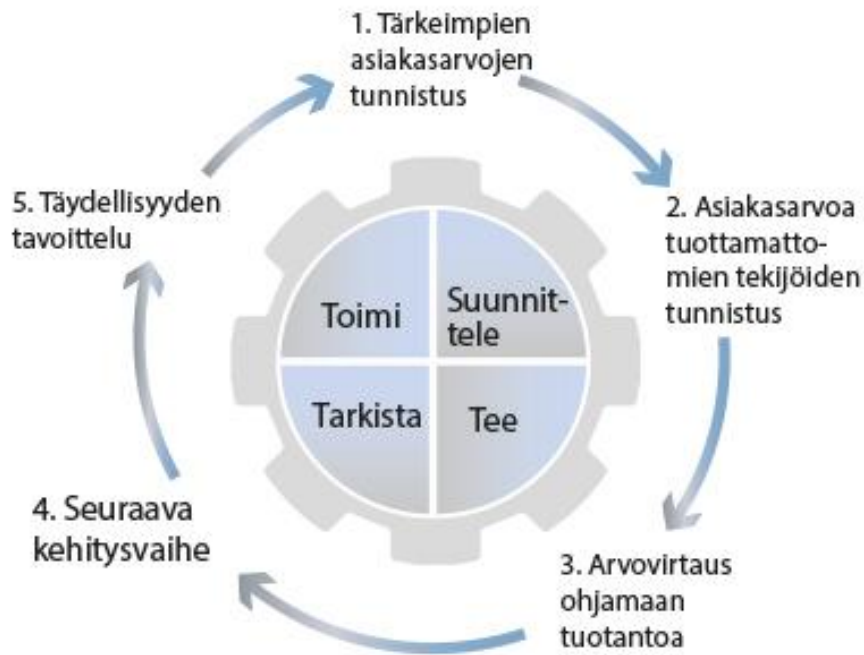 1. Tärkeimpien
asiakasarvojen
tunnistus
2. Asiakasarvoa
tuottamatto-
mien tekijöiden
tunnistus
3. Arvovirtaus
ohjamaan
tuotantoa
4. Seuraava
kehitysvaihe
5. Täydellisyyden
tavoittelu
Toimi
Suunnit-
tele
Tarkista
Tee